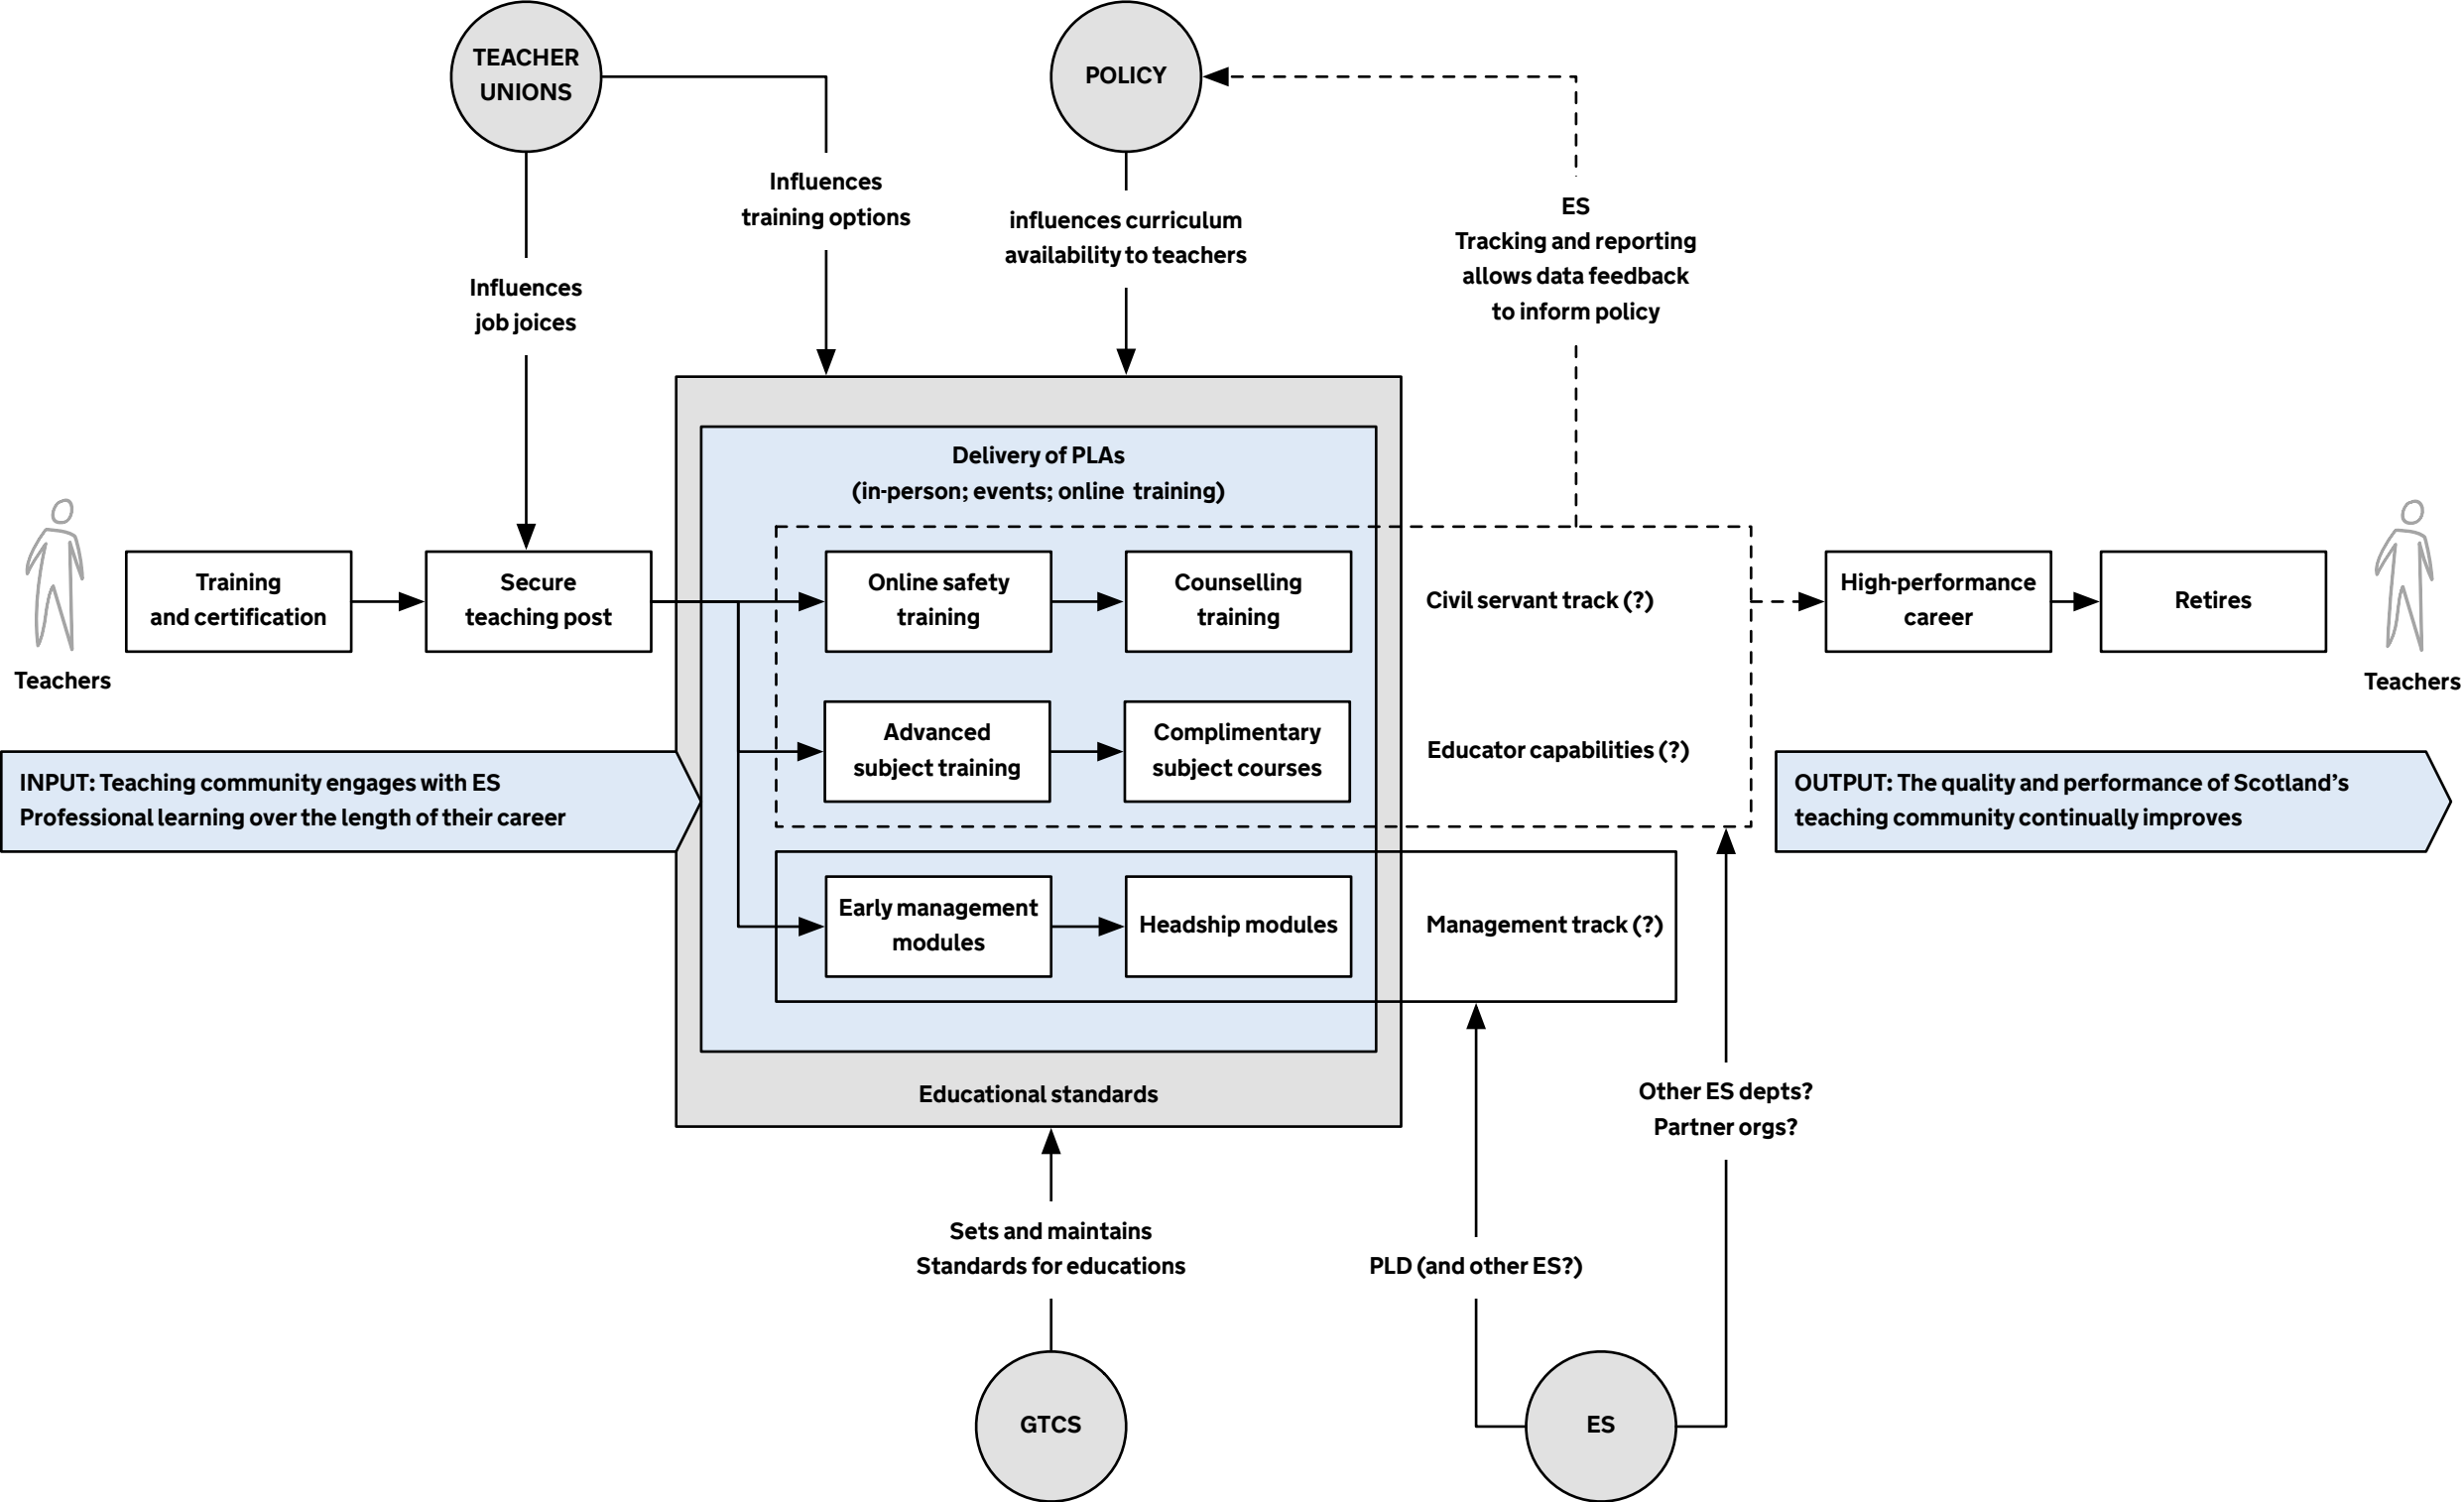 TEACHER
UNIONS
POLICY
Influences
training options
influences curriculum
availability to teachers
ES
Tracking and reporting
allows data feedback
to inform policy
Influences
job joices
Delivery of PLAs
(in-person; events; online training)
Teachers
Training
and certification
Secure
teaching post
Online safety
training
Counselling
training
Civil servant track (?)
High-performance
career
Retires
Teachers
Advanced
subject training
Complimentary
subject courses
Educator capabilities (?)
INPUT: Teaching community engages with ES
Professional learning over the length of their career
OUTPUT: The quality and performance of Scotland’s
teaching community continually improves
Early management
modules
Headship modules
Management track (?)
Educational standards
Other ES depts?
Partner orgs?
Sets and maintains
Standards for educations
PLD (and other ES?)
GTCS
ES